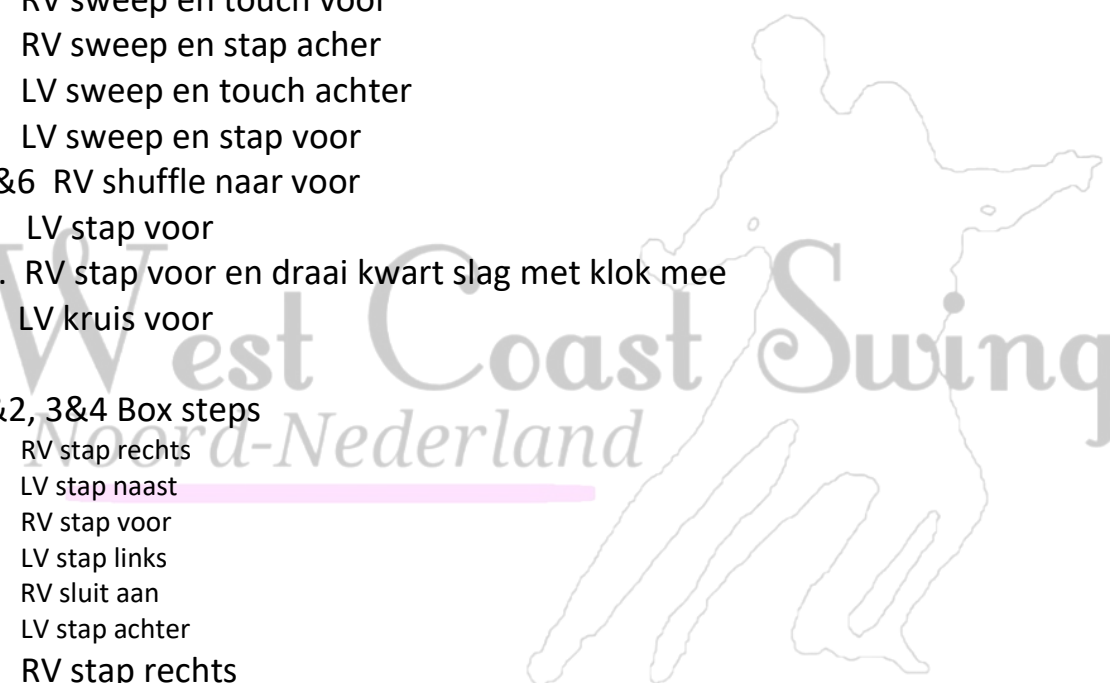 RV sweep en touch voor
RV sweep en stap acher
LV sweep en touch achter
LV sweep en stap voor
&6 RV shuffle naar voor
LV stap voor
. RV stap voor en draai kwart slag met klok mee
LV kruis voor
West Coast Swing
&2, 3&4 Box steps
Noord-Nederland
RV stap rechts
LV stap naast
RV stap voor
LV stap links
RV sluit aan
LV stap achter
RV stap rechts